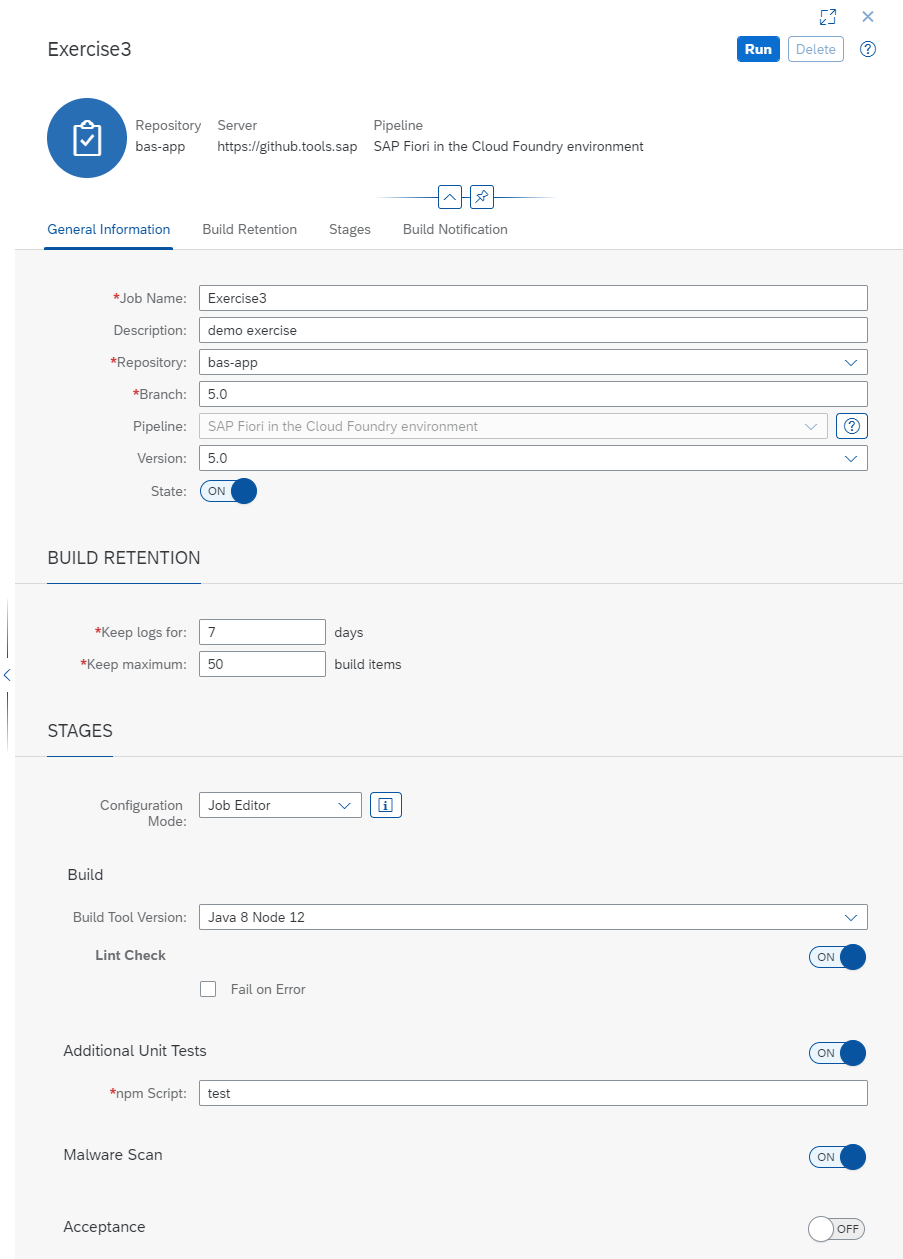 Exercise3
Run Delete
Repository Server Pipeline
bas-app https://github.tools.sap SAP Fiori in the Cloud Foundry environment
General Information Build Retention Stages Build Notification
*Job Name: Exercise3
Description: demo exercise
*Repository: bas-app
*Branch: 5.0
Pipeline: SAP Fiori in the Cloud Foundry environment
Version: 5.0
State: ON
BUILD RETENTION
*Keep logs for: 7 days
*Keep maximum: 50 build items
STAGES
Configuration Job Editor
Mode:
Build
Build Tool Version: Java 8 Node 12
Lint Check ON
Fail on Error
Additional Unit Tests ON
*npm Script: test
Malware Scan ON
Acceptance OFF